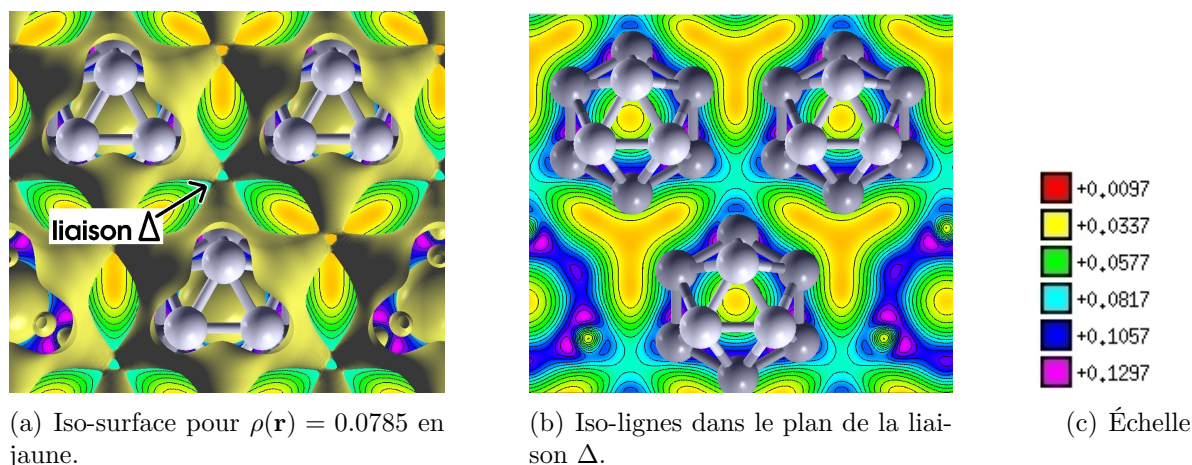 liaison Δ
+0.0097
+0.0337
+0.0577
+0.0817
+0.1057
+0.1297
(a) Iso-surface pour ρ(r) = 0.0785 en
jaune.
(b) Iso-lignes dans le plan de la liai-
son Δ.
(c) Échelle